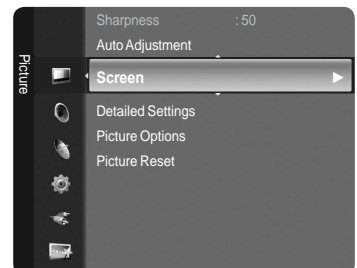 Picture
Sharpness : 50
Auto Adjustment
Screen
Detailed Settings
Picture Options
Picture Reset